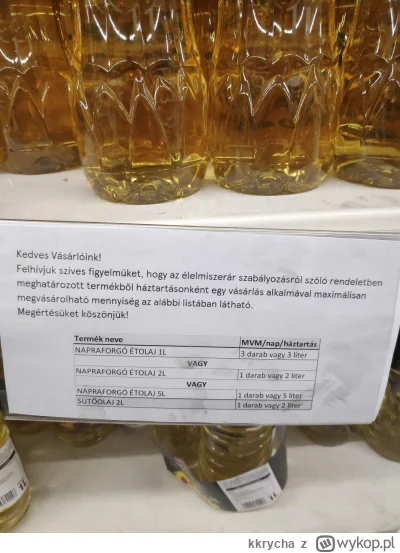 Kedves Vásárlóink!
Felhívjuk szíves figyelmüket, hogy az élelmiszerár szabályozásról szóló rendeletben
meghatározott termékből háztartásonként egy vásárlás alkalmával maximálisan
megvásárolható mennyiség az alábbi listában látható.
Megértésüket köszönjük!
Termék neve MVM/nap/háztartás
NAPRAFORGÓ ÉTOLAJ 1L 3 darab vagy 3 liter
VAGY
NAPRAFORGÓ ÉTOLAJ 2L 1 darab vagy 2 liter
VAGY
NAPRAFORGÓ ÉTOLAJ 5L 1 darab vagy 5 liter
SÜTŐOLAJ 2L 1 darab vagy 2 liter
kkrycha z wykop.pl